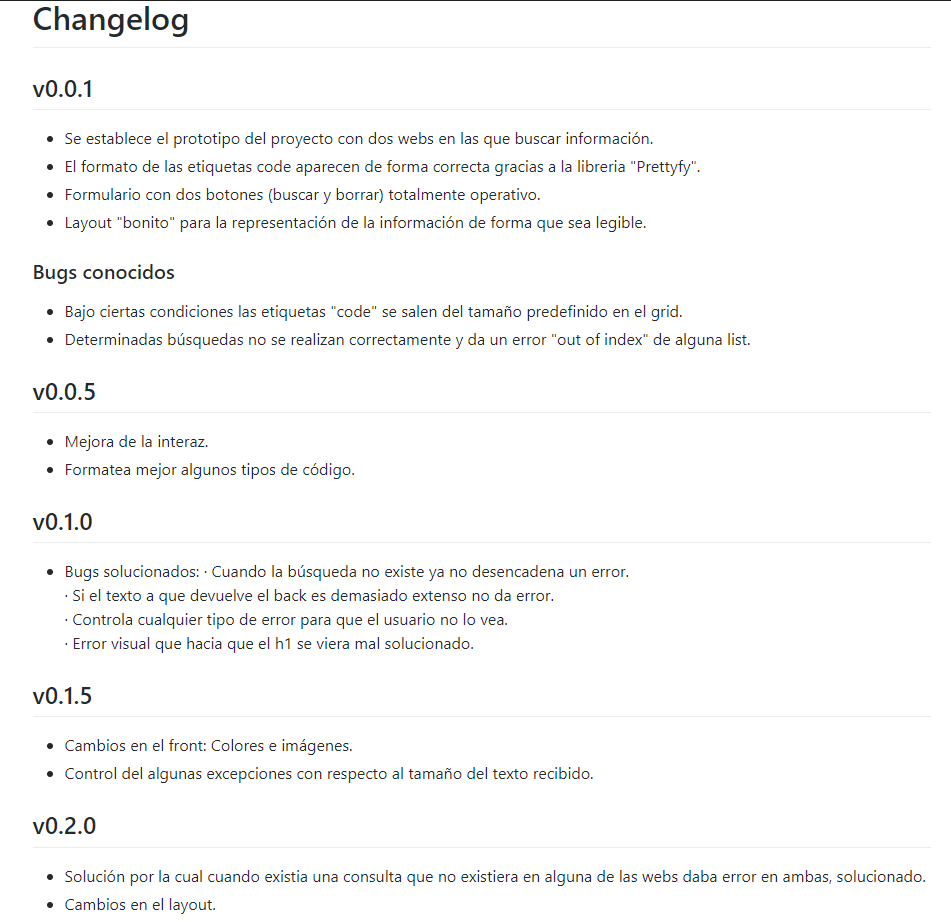 Changelog
v0.0.1
• Se establece el prototipo del proyecto con dos webs en las que buscar información.
• El formato de las etiquetas code aparecen de forma correcta gracias a la libreria "Prettyfy".
• Formulario con dos botones (buscar y borrar) totalmente operativo.
• Layout "bonito" para la representación de la información de forma que sea legible.
Bugs conocidos
• Bajo ciertas condiciones las etiquetas "code" se salen del tamaño predefinido en el grid.
• Determinadas búsquedas no se realizan correctamente y da un error "out of index" de alguna list.
v0.0.5
• Mejora de la interaz.
• Formatea mejor algunos tipos de código.
v0.1.0
• Bugs solucionados: · Cuando la búsqueda no existe ya no desencadena un error.
· Si el texto a que devuelve el back es demasiado extenso no da error.
· Controla cualquier tipo de error para que el usuario no lo vea.
· Error visual que hacia que el h1 se viera mal solucionado.
v0.1.5
• Cambios en el front: Colores e imágenes.
• Control del algunas excepciones con respecto al tamaño del texto recibido.
v0.2.0
• Solución por la cual cuando existia una consulta que no existiera en alguna de las webs daba error en ambas, solucionado.
• Cambios en el layout.